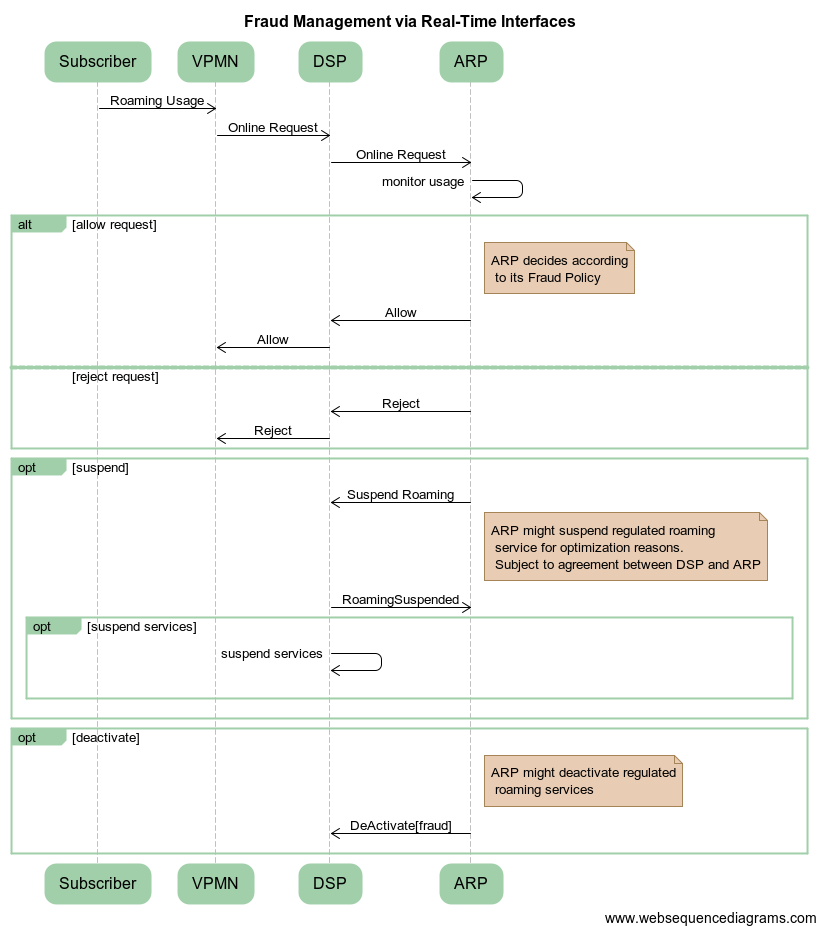 Fraud Management via Real-Time Interfaces
Subscriber
VPMN
DSP
ARP
Roaming Usage
Online Request
Online Request
monitor usage
alt
[allow request]
ARP decides according
to its Fraud Policy
Allow
Allow
[reject request]
Reject
Reject
opt
[suspend]
Suspend Roaming
ARP might suspend regulated roaming
service for optimization reasons.
Subject to agreement between DSP and ARP
RoamingSuspended
opt
[suspend services]
suspend services
opt
[deactivate]
ARP might deactivate regulated
roaming services
DeActivate[fraud]
Subscriber
VPMN
DSP
ARP
www.websequencediagrams.com